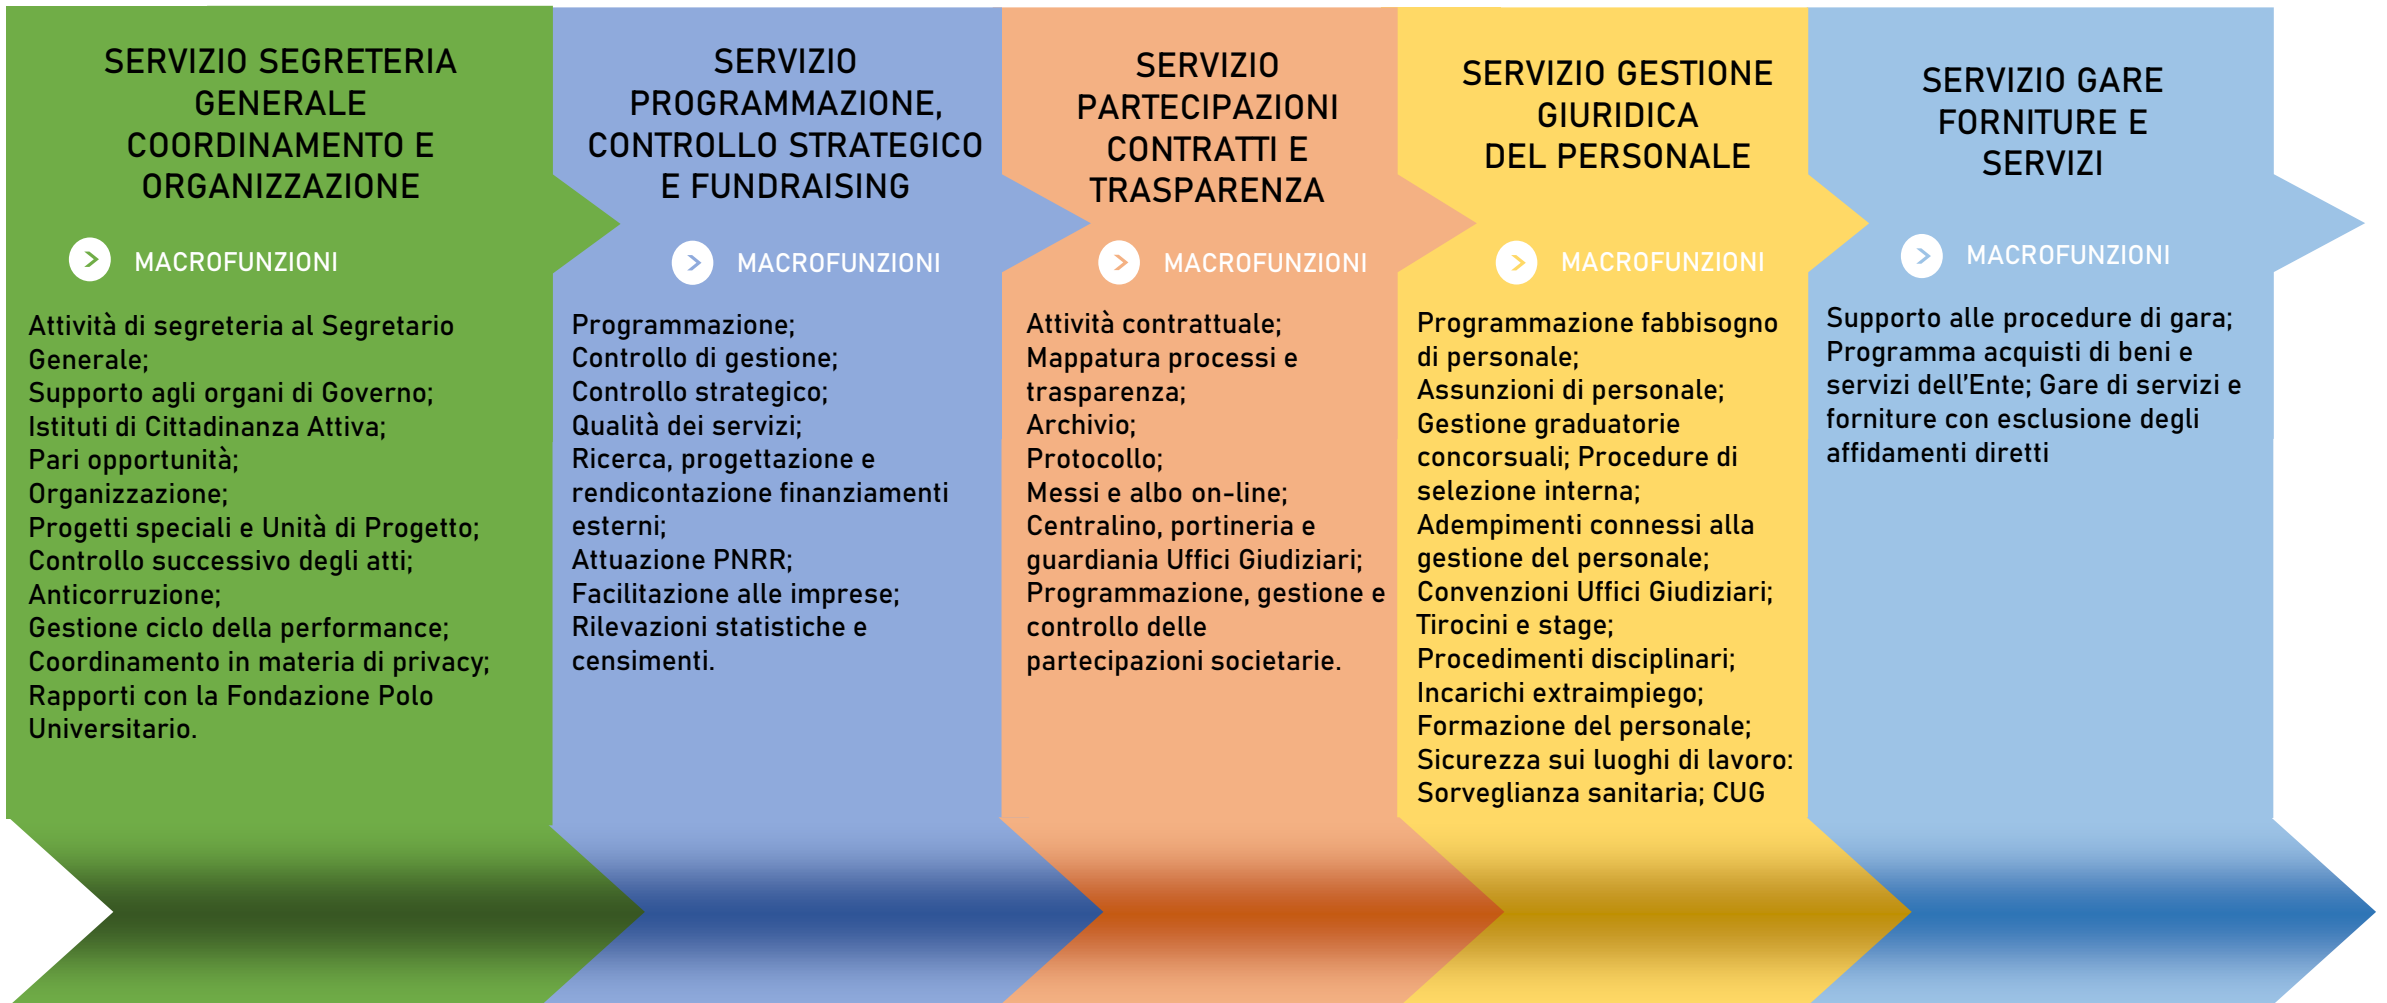 SERVIZIO SEGRETERIA
GENERALE
COORDINAMENTO E
ORGANIZZAZIONE
MACROFUNZIONI
Attività di segreteria al Segretario
Generale;
Supporto agli organi di Governo;
Istituti di Cittadinanza Attiva;
Pari opportunità;
Organizzazione;
Progetti speciali e Unità di Progetto;
Controllo successivo degli atti;
Anticorruzione;
Gestione ciclo della performance;
Coordinamento in materia di privacy;
Rapporti con la Fondazione Polo
Universitario.
SERVIZIO
PROGRAMMAZIONE,
CONTROLLO STRATEGICO
E FUNDRAISING
MACROFUNZIONI
Programmazione;
Controllo di gestione;
Controllo strategico;
Qualità dei servizi;
Ricerca, progettazione e
rendicontazione finanziamenti
esterni;
Attuazione PNRR;
Facilitazione alle imprese;
Rilevazioni statistiche e
censimenti.
SERVIZIO
PARTECIPAZIONI
CONTRATTI E
TRASPARENZA
MACROFUNZIONI
Attività contrattuale;
Mappatura processi e
trasparenza;
Archivio;
Protocollo;
Messi e albo on-line;
Centralino, portineria e
guardiania Uffici Giudiziari;
Programmazione, gestione e
controllo delle
partecipazioni societarie.
SERVIZIO GESTIONE
GIURIDICA
DEL PERSONALE
MACROFUNZIONI
Programmazione fabbisogno
di personale;
Assunzioni di personale;
Gestione graduatorie
concorsuali; Procedure di
selezione interna;
Adempimenti connessi alla
gestione del personale;
Convenzioni Uffici Giudiziari;
Tirocini e stage;
Procedimenti disciplinari;
Incarichi extraimpiego;
Formazione del personale;
Sicurezza sui luoghi di lavoro:
Sorveglianza sanitaria; CUG
SERVIZIO GARE
FORNITURE E
SERVIZI
MACROFUNZIONI
Supporto alle procedure di gara;
Programma acquisti di beni e
servizi dell'Ente; Gare di servizi e
forniture con esclusione degli
affidamenti diretti